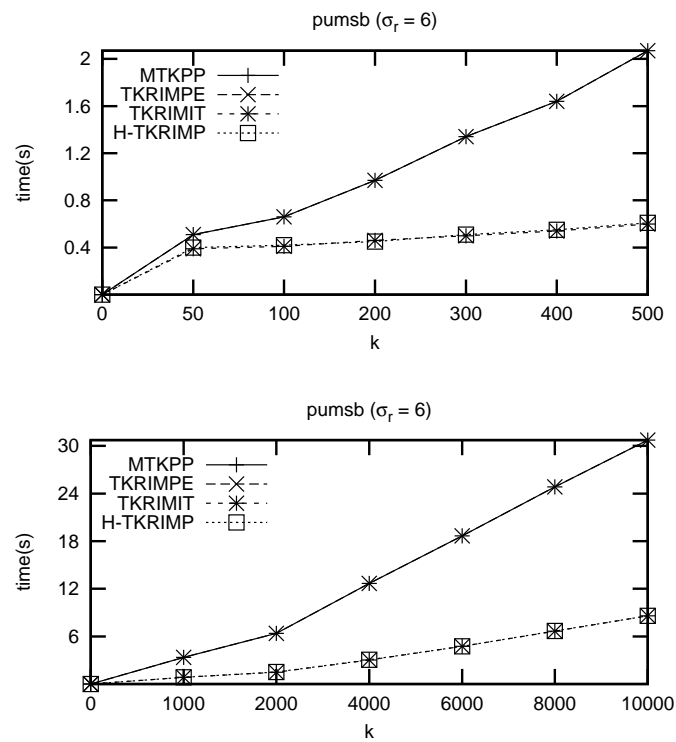 pumsb (σr = 6)
2
1.6
1.2
0.8
0.4
time(s)
MTKPP
TKRIMPE
TKRIMIT
H-TKRIMP
0 50 100 200 300 400 500
k
pumsb (σr = 6)
30
24
18
12
6
time(s)
MTKPP
TKRIMPE
TKRIMIT
H-TKRIMP
0 1000 2000 4000 6000 8000 10000
k